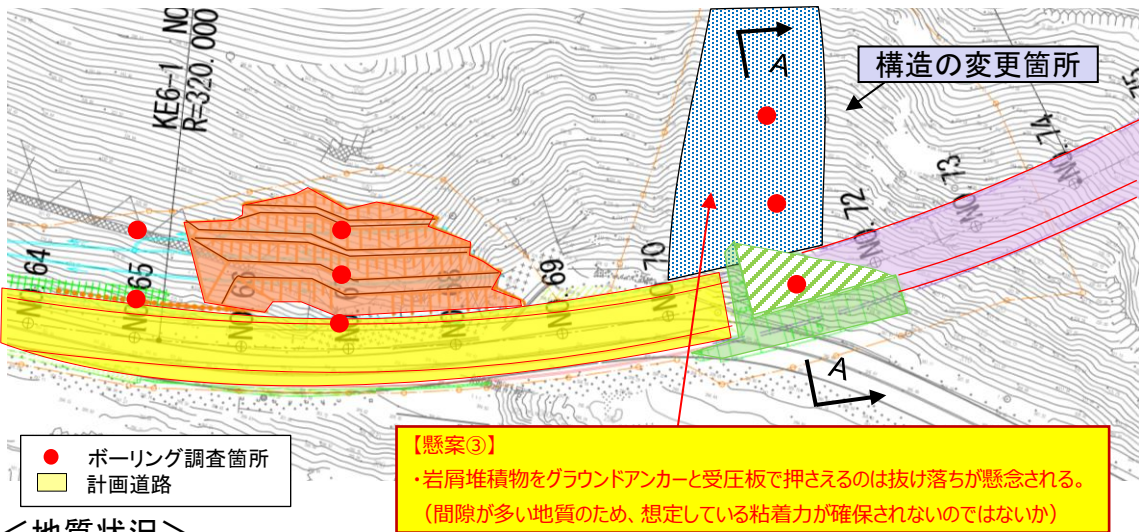 KE6-1 NO
R=320.000
A
構造の変更箇所
NO.64
NO.65
NO.69
NO.70
NO.72
NO.73
NO.74
A
ボーリング調査箇所
計画道路
【懸案③】
・岩屑堆積物をグラウンドアンカーと受圧板で押さえるのは抜け落ちが懸念される。
（間隙が多い地質のため、想定している粘着力が確保されないのではないか）
＜地質状況＞